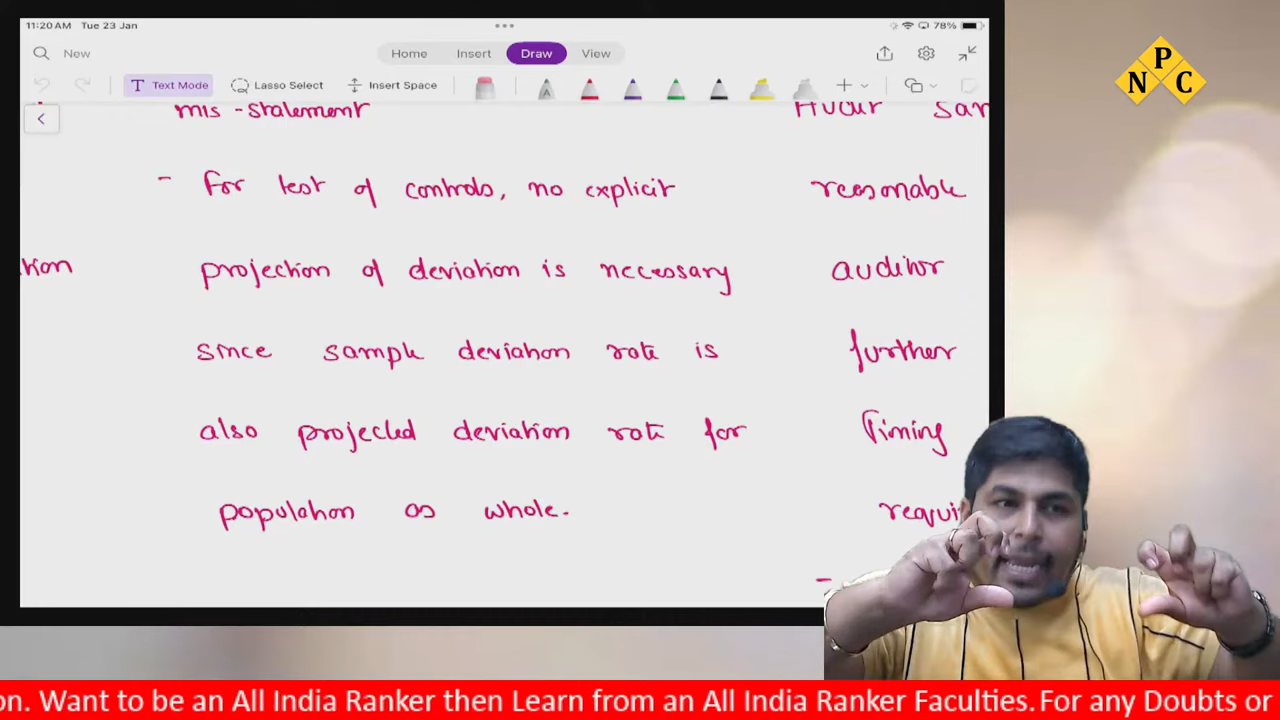 11:20 AM Tue 23 Jan
78%
New
Home Insert Draw View
Text Mode Lasso Select Insert Space
mis-statement
- For test of controls, no explicit
projection of deviation is necessary
since sample deviation rate is
also projected deviation rate for
population as whole.
reasonable
auditor
further
Timing
N P C
on. Want to be an All India Ranker then Learn from an All India Ranker Faculties.For any Doubts or